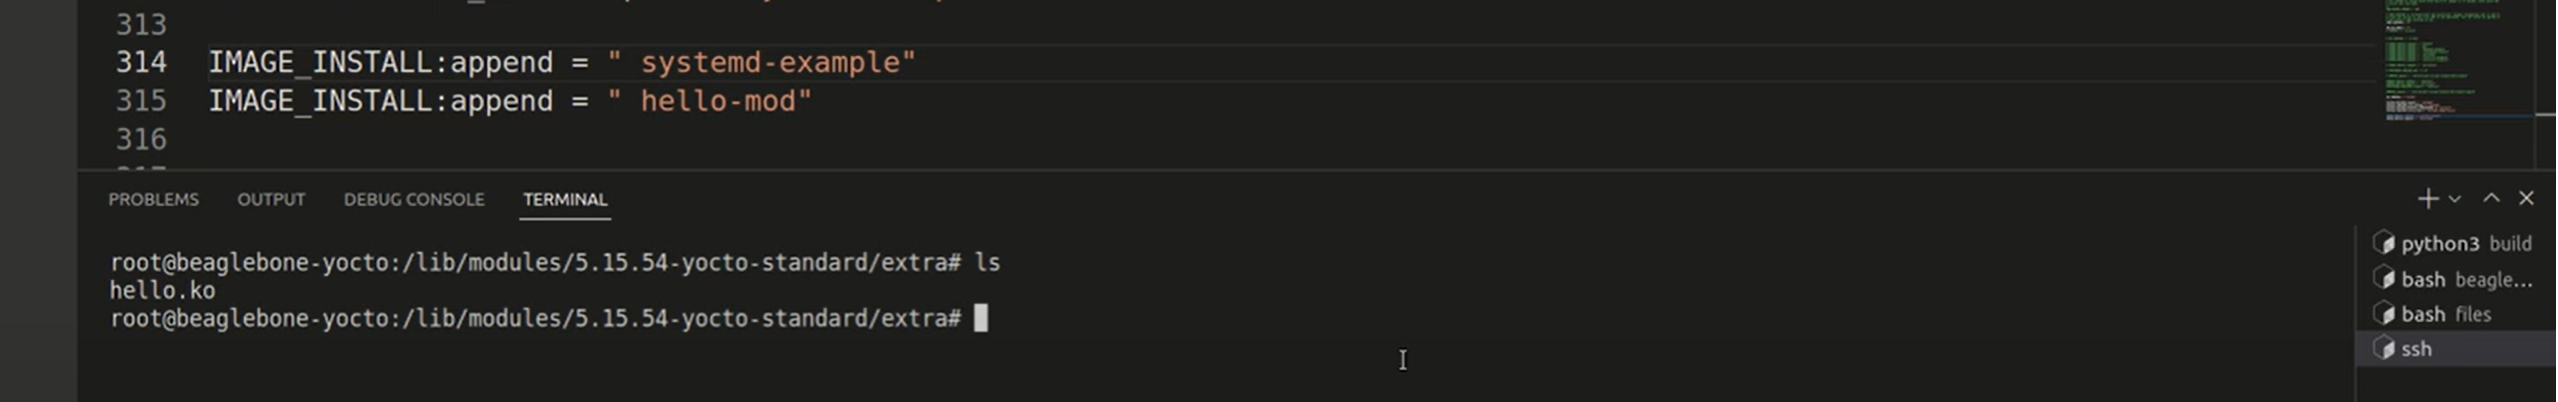 313
314 IMAGE_INSTALL:append = " systemd-example"
315 IMAGE_INSTALL:append = " hello-mod"
316
PROBLEMS OUTPUT DEBUG CONSOLE TERMINAL
root@beaglebone-yocto:/lib/modules/5.15.54-yocto-standard/extra# ls
hello.ko
root@beaglebone-yocto:/lib/modules/5.15.54-yocto-standard/extra#
python3 build
bash beagle...
bash files
ssh